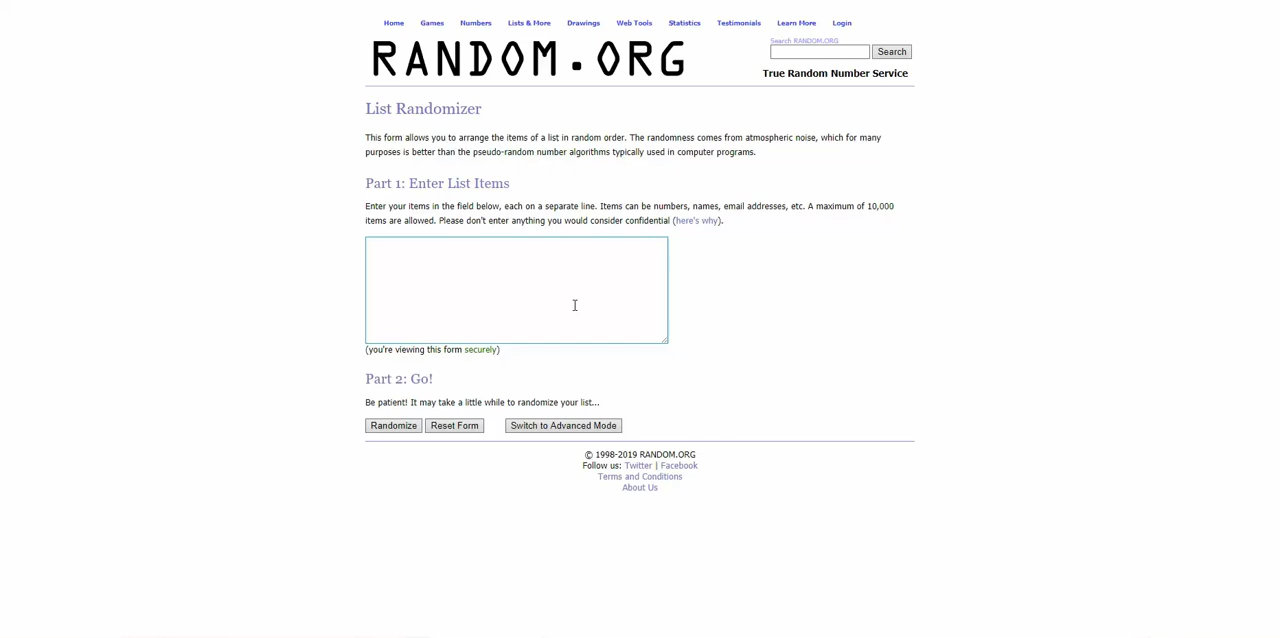 Home Games Numbers Lists & More Drawings Web Tools Statistics Testimonials Learn More Login
RANDOM.ORG
Search RANDOM.ORG
Search
True Random Number Service
List Randomizer
This form allows you to arrange the items of a list in random order. The randomness comes from atmospheric noise, which for many
purposes is better than the pseudo-random number algorithms typically used in computer programs.
Part 1: Enter List Items
Enter your items in the field below, each on a separate line. Items can be numbers, names, email addresses, etc. A maximum of 10,000
items are allowed. Please don't enter anything you would consider confidential (here's why).
(you're viewing this form securely)
Part 2: Go!
Be patient! It may take a little while to randomize your list...
Randomize Reset Form Switch to Advanced Mode
© 1998-2019 RANDOM.ORG
Follow us: Twitter | Facebook
Terms and Conditions
About Us